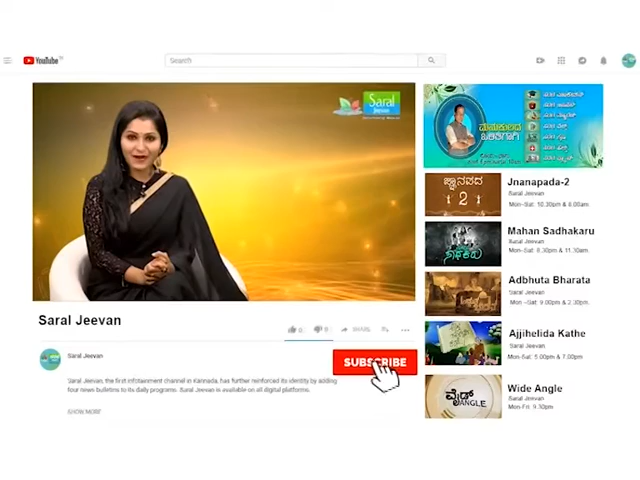 YouTube
Search
Saral
Jeevan
Saral Jeevan
SHARE
Saral Jeevan
SUBSCRIBE
Saral Jeevan, the first infotainment channel in Kannada, has further reinforced its identity by adding
four news bulletins to its daily programs. Saral Jeevan is available on all digital platforms.
SHOW MORE
ಜ್ಞಾನಪದ
2
Jnanapada-2
Saral Jeevan
Mon-Sat: 10.30pm & 8.00am
Mahan Sadhakaru
Saral Jeevan
Mon-Sat: 8.30pm & 11.30am
Adbhuta Bharata
Saral Jeevan
Mon-Sat: 9.00pm & 2.30pm
Ajjihelida Kathe
Saral Jeevan
Mon-Sat: 5.00pm & 7.00pm
ವೈಡ್
ANGLE
Wide Angle
Saral Jeevan
Mon-Fri: 9.30pm